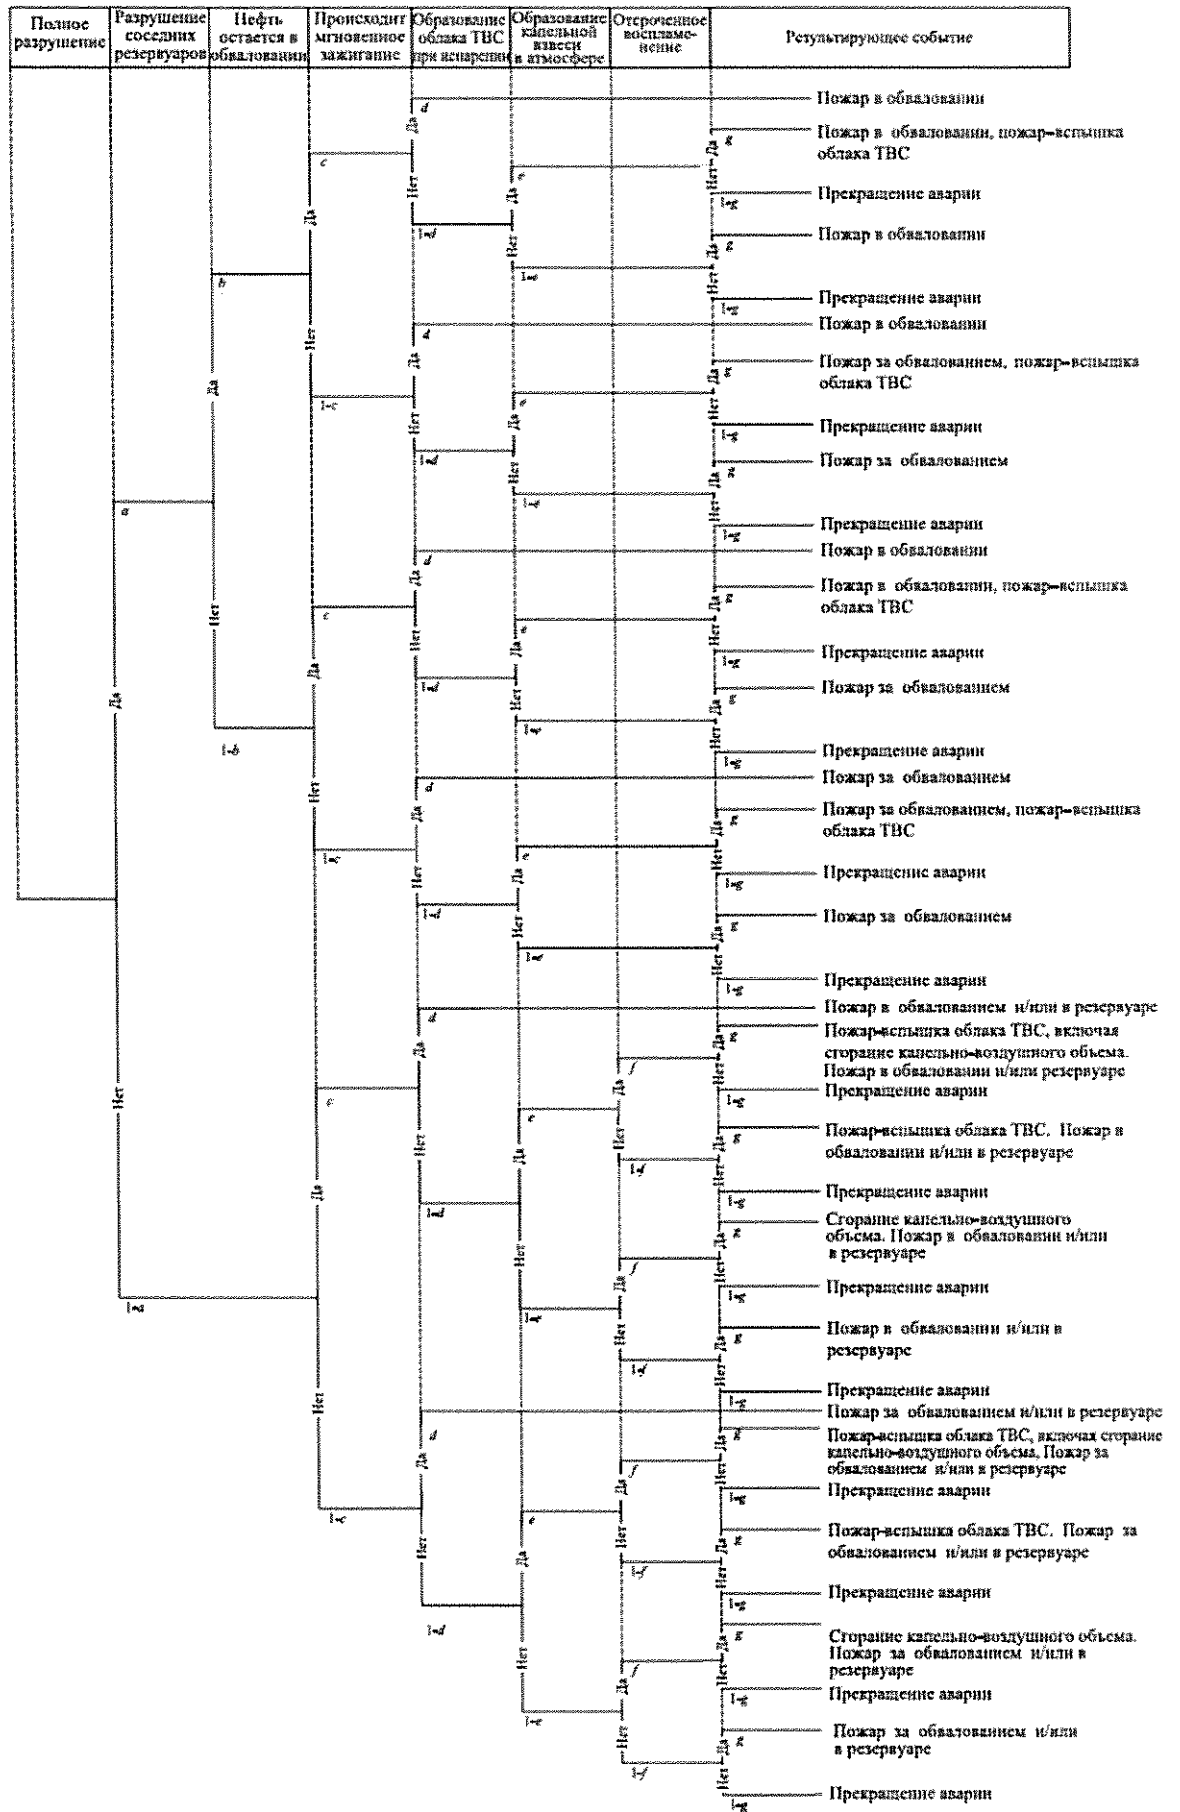 Полное
разрушение
Разрушение
соседних
резервуаров
Нефть
остается в
обваловании
Происходит
мгновенное
зажигание
Образование
облака ТВС
при испарении
Образование
капельной
взвеси
в атмосфере
Отсроченное
воспламе-
нение
Результирующее событие
Пожар в обваловании
Пожар в обваловании, пожар-вспышка
облака ТВС
Прекращение аварии
Пожар в обваловании
Прекращение аварии
Пожар в обваловании
Пожар за обвалованием, пожар-вспышка
облака ТВС
Прекращение аварии
Пожар за обвалованием
Прекращение аварии
Пожар в обваловании
Пожар в обваловании, пожар-вспышка
облака ТВС
Прекращение аварии
Пожар за обвалованием
Прекращение аварии
Пожар за обвалованием
Пожар за обвалованием, пожар-вспышка
облака ТВС
Прекращение аварии
Пожар за обвалованием
Прекращение аварии
Пожар в обвалованием и/или в резервуаре
Пожар-вспышка облака ТВС, включая
сгорание капельно-воздушного объема.
Пожар в обваловании и/или резервуаре
Прекращение аварии
Пожар-вспышка облака ТВС. Пожар в
обваловании и/или в резервуаре
Прекращение аварии
Сгорание капельно-воздушного
объема. Пожар в обваловании и/или
в резервуаре
Прекращение аварии
Пожар в обваловании и/или в
резервуаре
Прекращение аварии
Пожар за обвалованием и/или в резервуаре
Пожар-вспышка облака ТВС, включая сгорание
капельно-воздушного объема, Пожар за
обвалованием и/или в резервуаре
Прекращение аварии
Пожар-вспышка облака ТВС. Пожар за
обвалованием и/или в резервуаре
Прекращение аварии
Сгорание капельно-воздушного объема.
Пожар за обвалованием и/или в
резервуаре
Прекращение аварии
Пожар за обвалованием и/или
в резервуаре
Прекращение аварии
Да
Нет
a
b
1-b
c
1-c
d
1-d
e
1-e
f
1-f